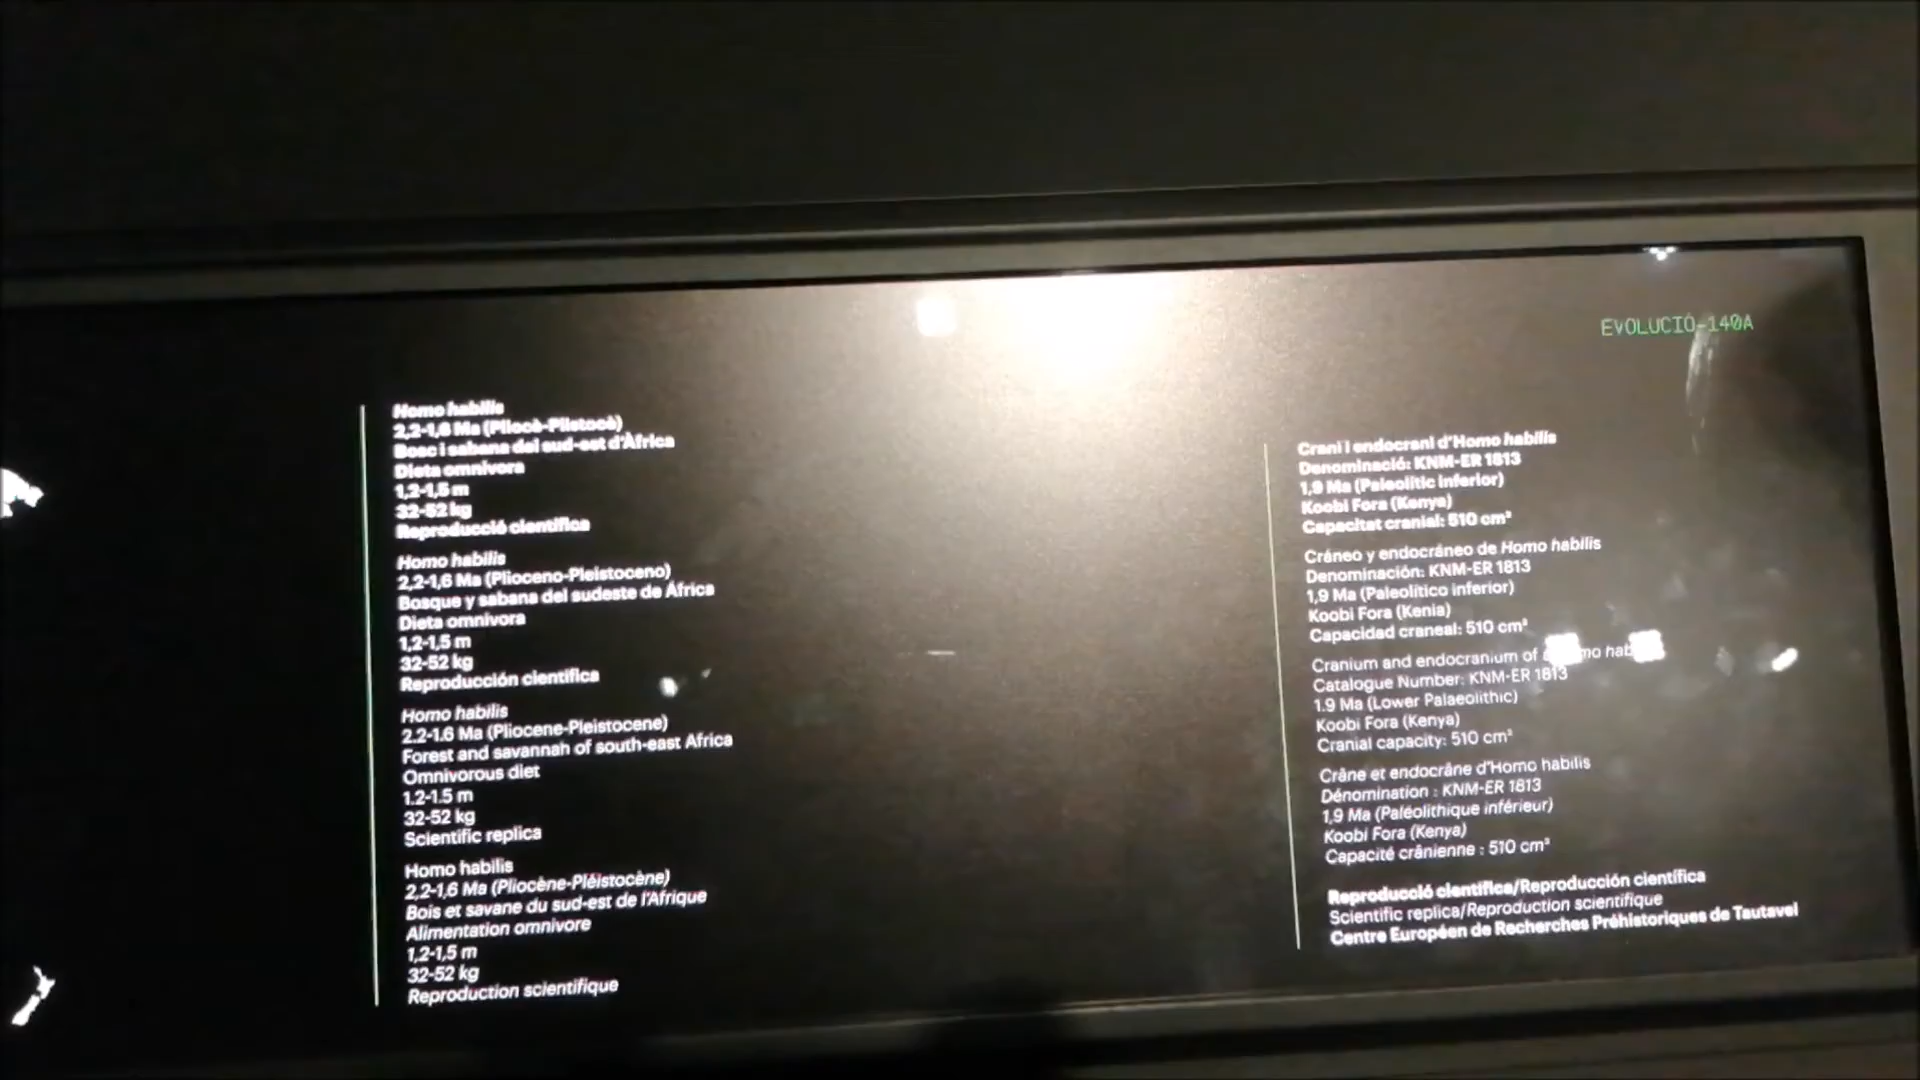 EVOLUCIÓ-140A
Homo habilis
2,2-1,6 Ma (Pliocè-Plistocè)
Bosc i sabana del sud-est d'Àfrica
Dieta omnívora
1,2-1,5 m
32-52 kg
Reproducció científica
Homo habilis
2,2-1,6 Ma (Plioceno-Pleistoceno)
Bosque y sabana del sudeste de África
Dieta omnívora
1,2-1,5 m
32-52 kg
Reproducción científica
Homo habilis
2.2-1.6 Ma (Pliocene-Pleistocene)
Forest and savannah of south-east Africa
Omnivorous diet
1.2-1.5 m
32-52 kg
Scientific replica
Homo habilis
2,2-1,6 Ma (Pliocène-Pléistocène)
Bois et savane du sud-est de l'Afrique
Alimentation omnivore
1,2-1,5 m
32-52 kg
Reproduction scientifique
Crani i endocrani d'Homo habilis
Denominació: KNM-ER 1813
1,9 Ma (Paleolític inferior)
Koobi Fora (Kenya)
Capacitat cranial: 510 cm³
Cráneo y endocráneo de Homo habilis
Denominación: KNM-ER 1813
1,9 Ma (Paleolítico inferior)
Koobi Fora (Kenia)
Capacidad craneal: 510 cm³
Cranium and endocranium of
Catalogue Number: KNM-ER 1813
1.9 Ma (Lower Palaeolithic)
Koobi Fora (Kenya)
Cranial capacity: 510 cm³
Crâne et endocrâne d'Homo habilis
Dénomination : KNM-ER 1813
1,9 Ma (Paléolithique inférieur)
Koobi Fora (Kenya)
Capacité crânienne : 510 cm³
Reproducció científica/Reproducción científica
Scientific replica/Reproduction scientifique
Centre Européen de Recherches Préhistoriques de Tautavel